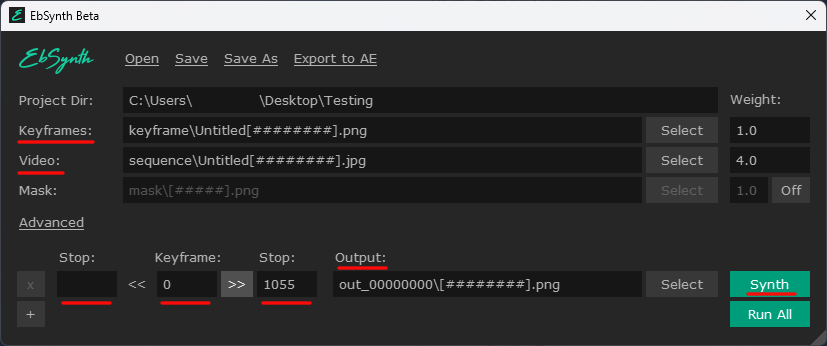 EbSynth Beta
EbSynth Open Save Save As Export to AE
Project Dir: C:\Users\ \Desktop\Testing Weight:
Keyframes: keyframe\Untitled[########].png Select 1.0
Video: sequence\Untitled[########].jpg Select 4.0
Mask: mask\[#####].png Select 1.0 Off
Advanced
Stop: Keyframe: Stop: Output:
x << 0 >> 1055 out_00000000\[########].png Select Synth
+ Run All